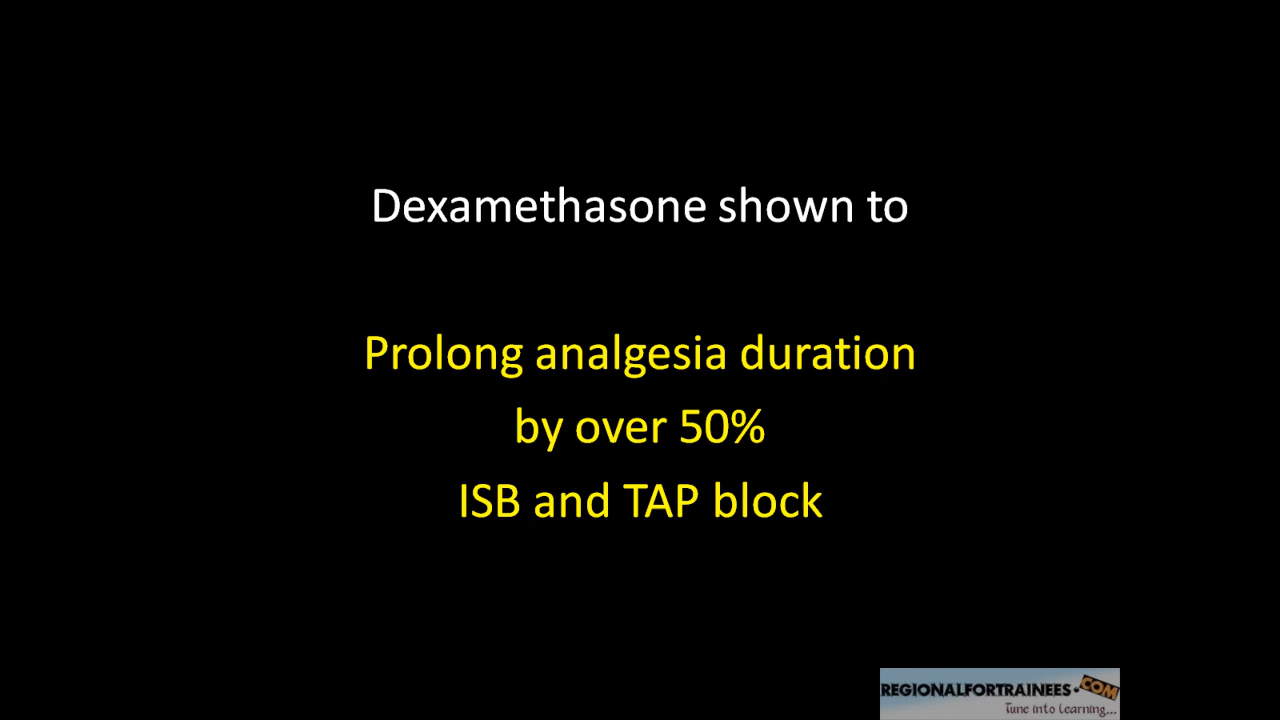 Dexamethasone shown to
Prolong analgesia duration
by over 50%
ISB and TAP block
REGIONALFORTRAINEES.COM
Tune into Learning...